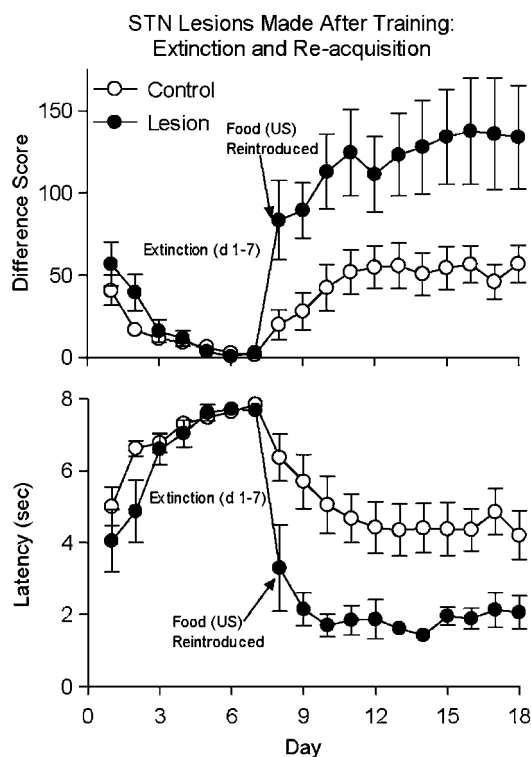 STN Lesions Made After Training:
Extinction and Re-acquisition
Control
Lesion
Food (US)
Reintroduced
Extinction (d 1-7)
Difference Score
150
100
50
0
8
6
4
2
0
Latency (sec)
Extinction (d 1-7)
Food (US)
Reintroduced
0 3 6 9 12 15 18
Day